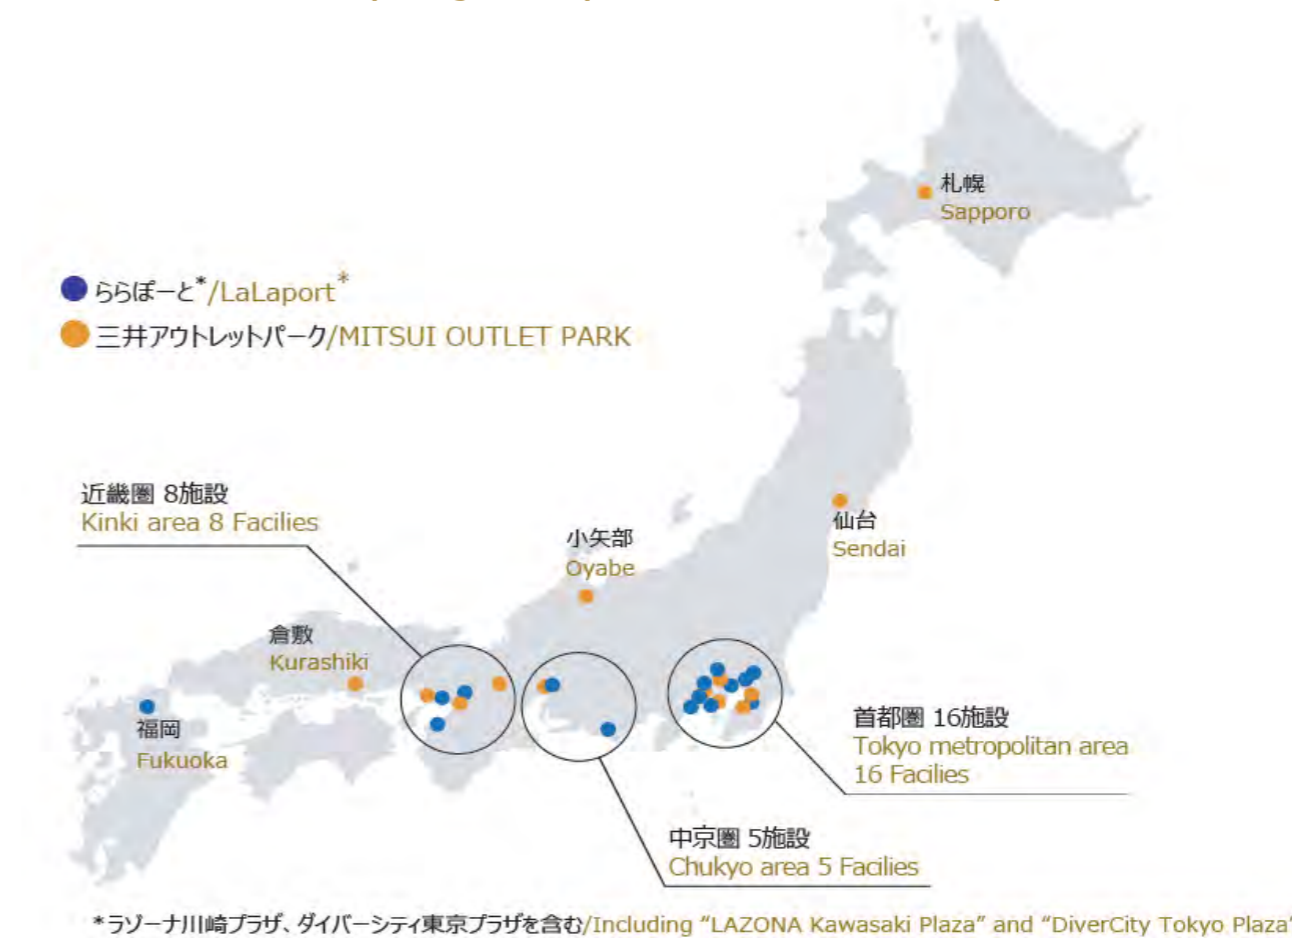 札幌
Sapporo
ららぽーと*/LaLaport*
三井アウトレットパーク/MITSUI OUTLET PARK
近畿圏 8施設
Kinki area 8 Facilies
小矢部
Oyabe
仙台
Sendai
倉敷
Kurashiki
福岡
Fukuoka
首都圏 16施設
Tokyo metropolitan area
16 Facilies
中京圏 5施設
Chukyo area 5 Facilies
*ラゾーナ川崎プラザ、ダイバーシティ東京プラザを含む/Including “LAZONA Kawasaki Plaza” and “DiverCity Tokyo Plaza”